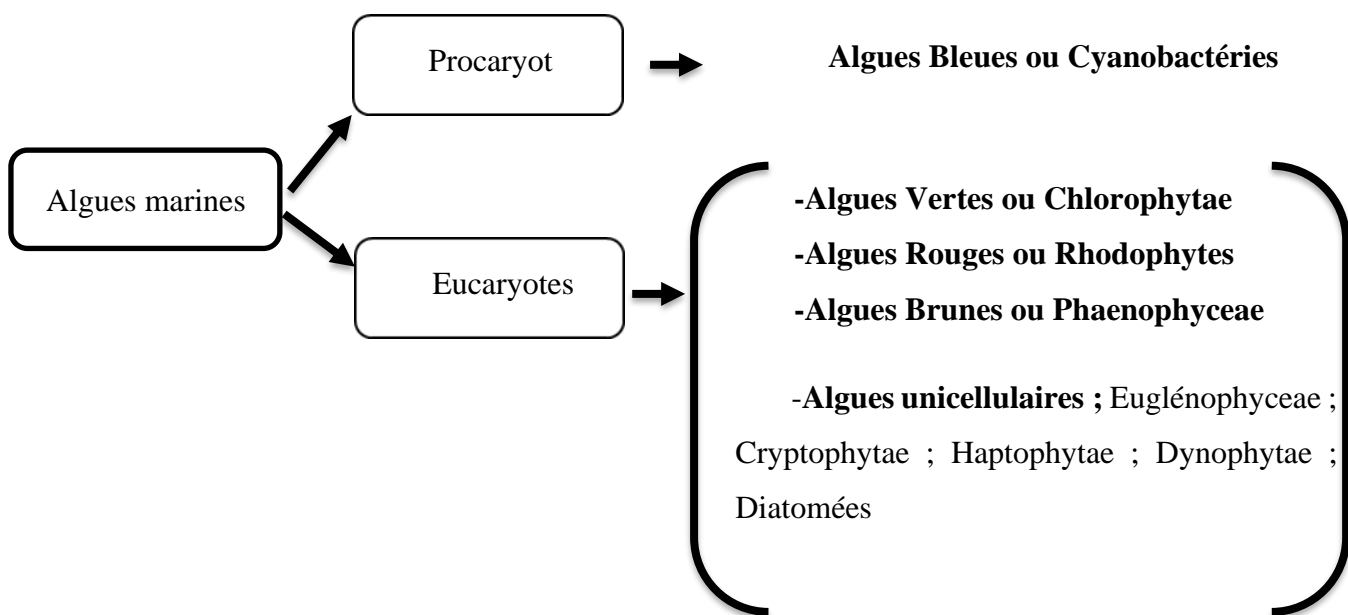 Procaryot
Algues Bleues ou Cyanobactéries
Algues marines
Eucaryotes
-Algues Vertes ou Chlorophytae
-Algues Rouges ou Rhodophytes
-Algues Brunes ou Phaenophyceae
-Algues unicellulaires ; Euglénophyceae ;
Cryptophytae ; Haptophytae ; Dynophytae ;
Diatomées